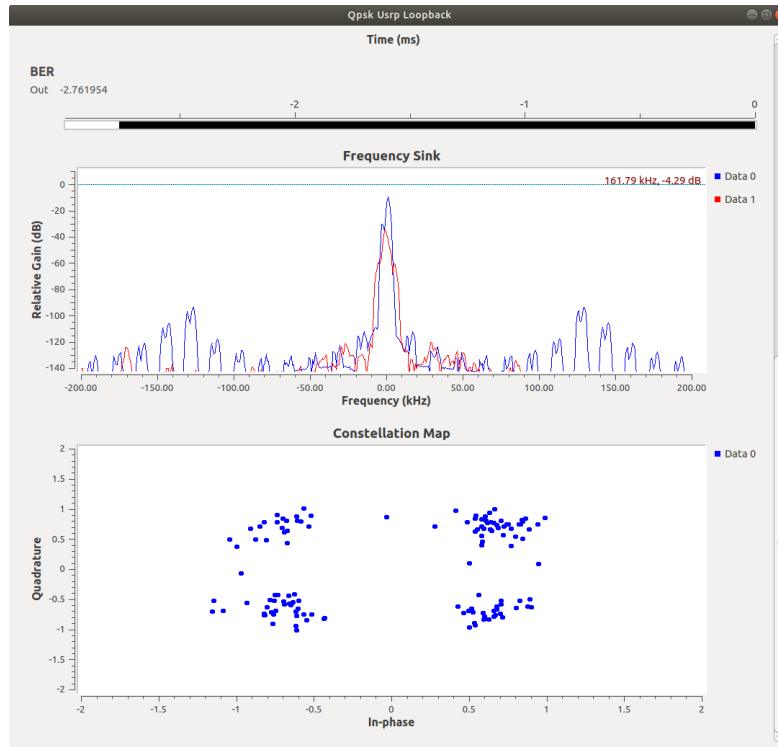 Qpsk Usrp Loopback
Time (ms)
BER
Out -2.761954
-2 -1 0
Frequency Sink
161.79 kHz, -4.29 dB
Data 0
Data 1
0
-20
-40
-60
-80
-100
-120
-140
Relative Gain (dB)
-200.00 -150.00 -100.00 -50.00 0.00 50.00 100.00 150.00 200.00
Frequency (kHz)
Constellation Map
Data 0
2
1.5
1
0.5
0
-0.5
-1
-1.5
-2
Quadrature
-2 -1.5 -1 -0.5 0 0.5 1 1.5 2
In-phase